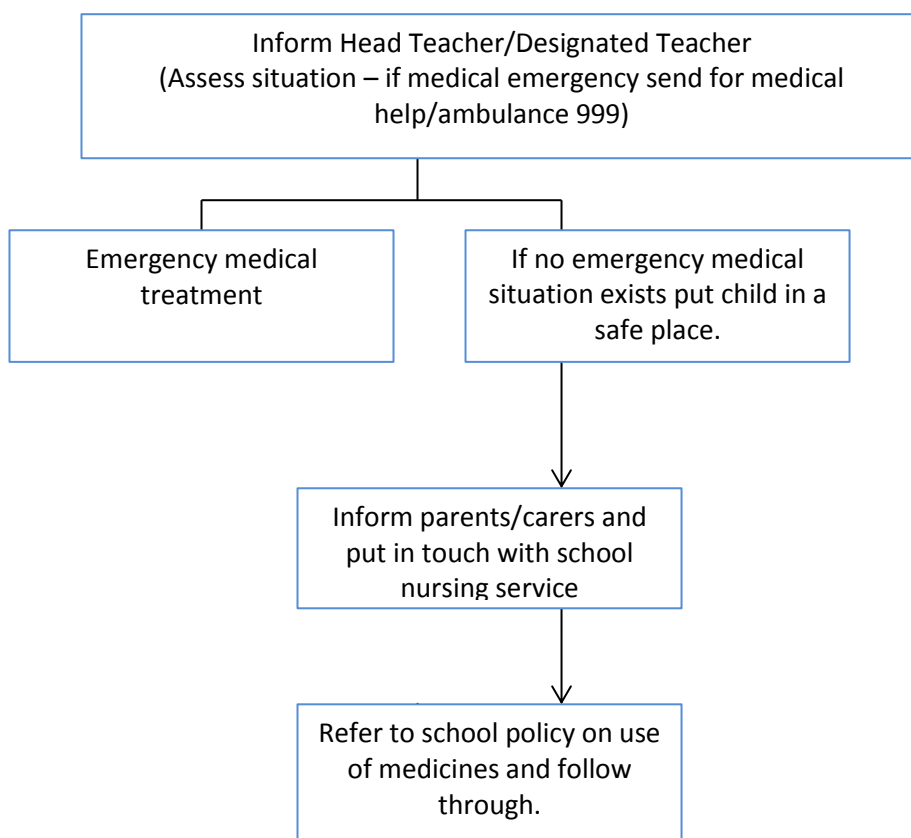 Inform Head Teacher/Designated Teacher
(Assess situation – if medical emergency send for medical
help/ambulance 999)
Emergency medical
treatment
If no emergency medical
situation exists put child in a
safe place.
Inform parents/carers and
put in touch with school
nursing service
Refer to school policy on use
of medicines and follow
through.